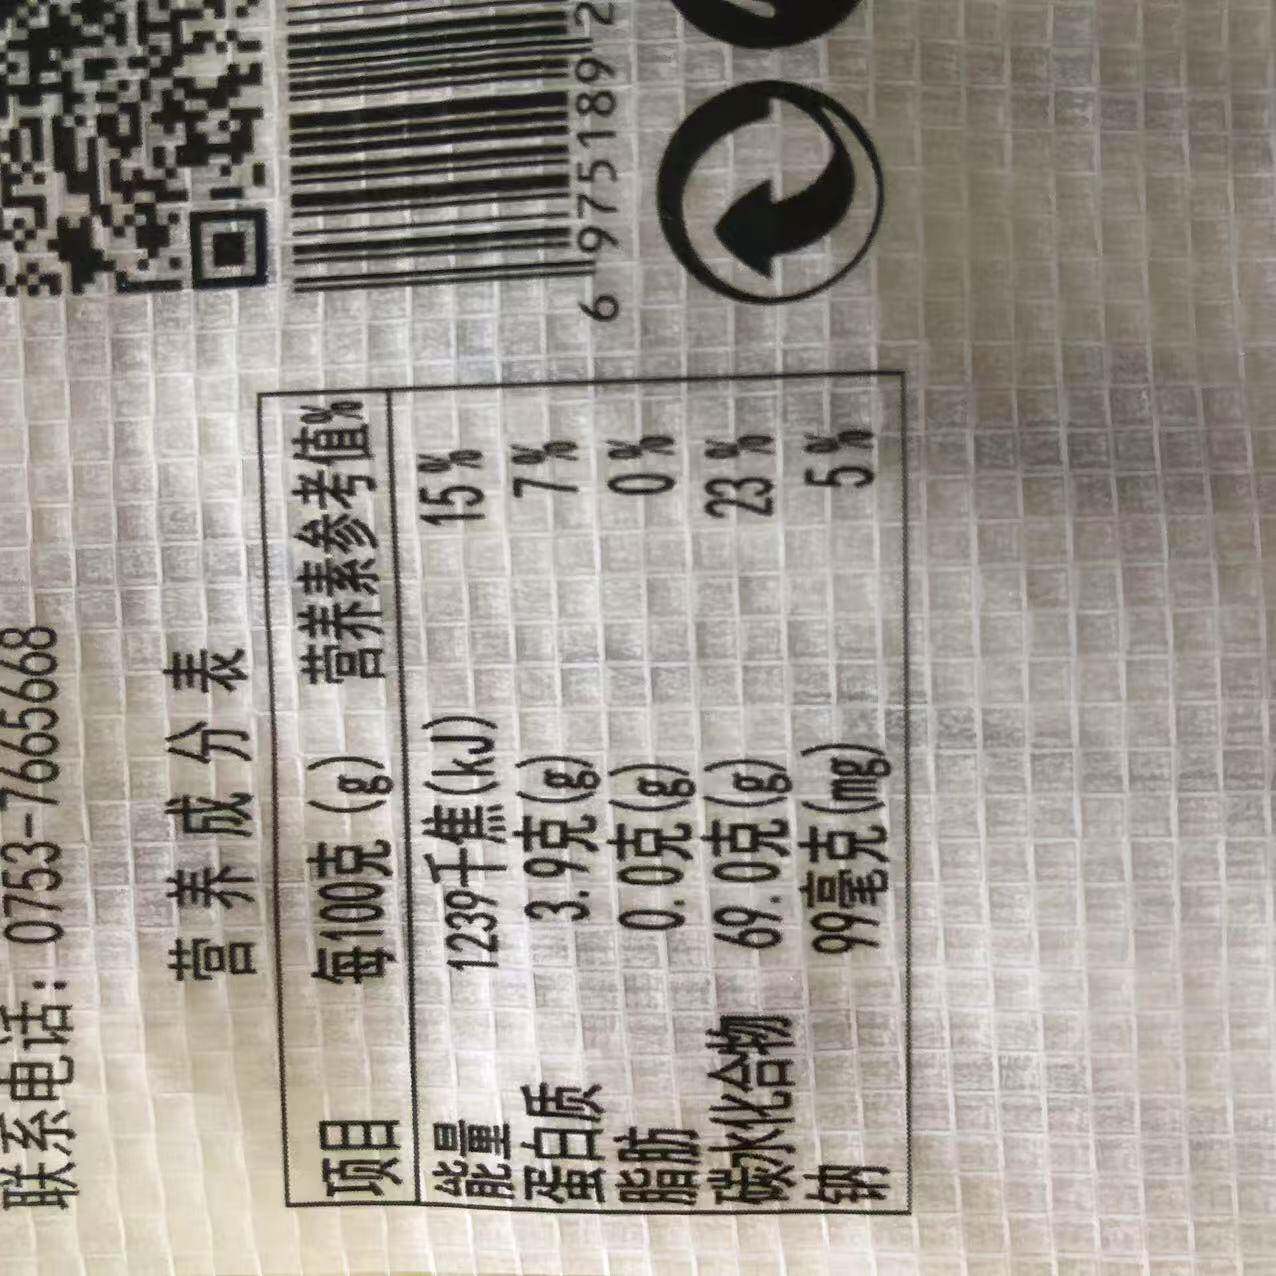 联系电话：0753-7665668
营养成分表
项目 每100克（g） 营养素参考值%
能量 1239千焦(kJ) 15%
蛋白质 3.9克(g) 7%
脂肪 0.0克(g) 0%
碳水化合物 69.0克(g) 23%
钠 99毫克(mg) 5%
6 975189 2